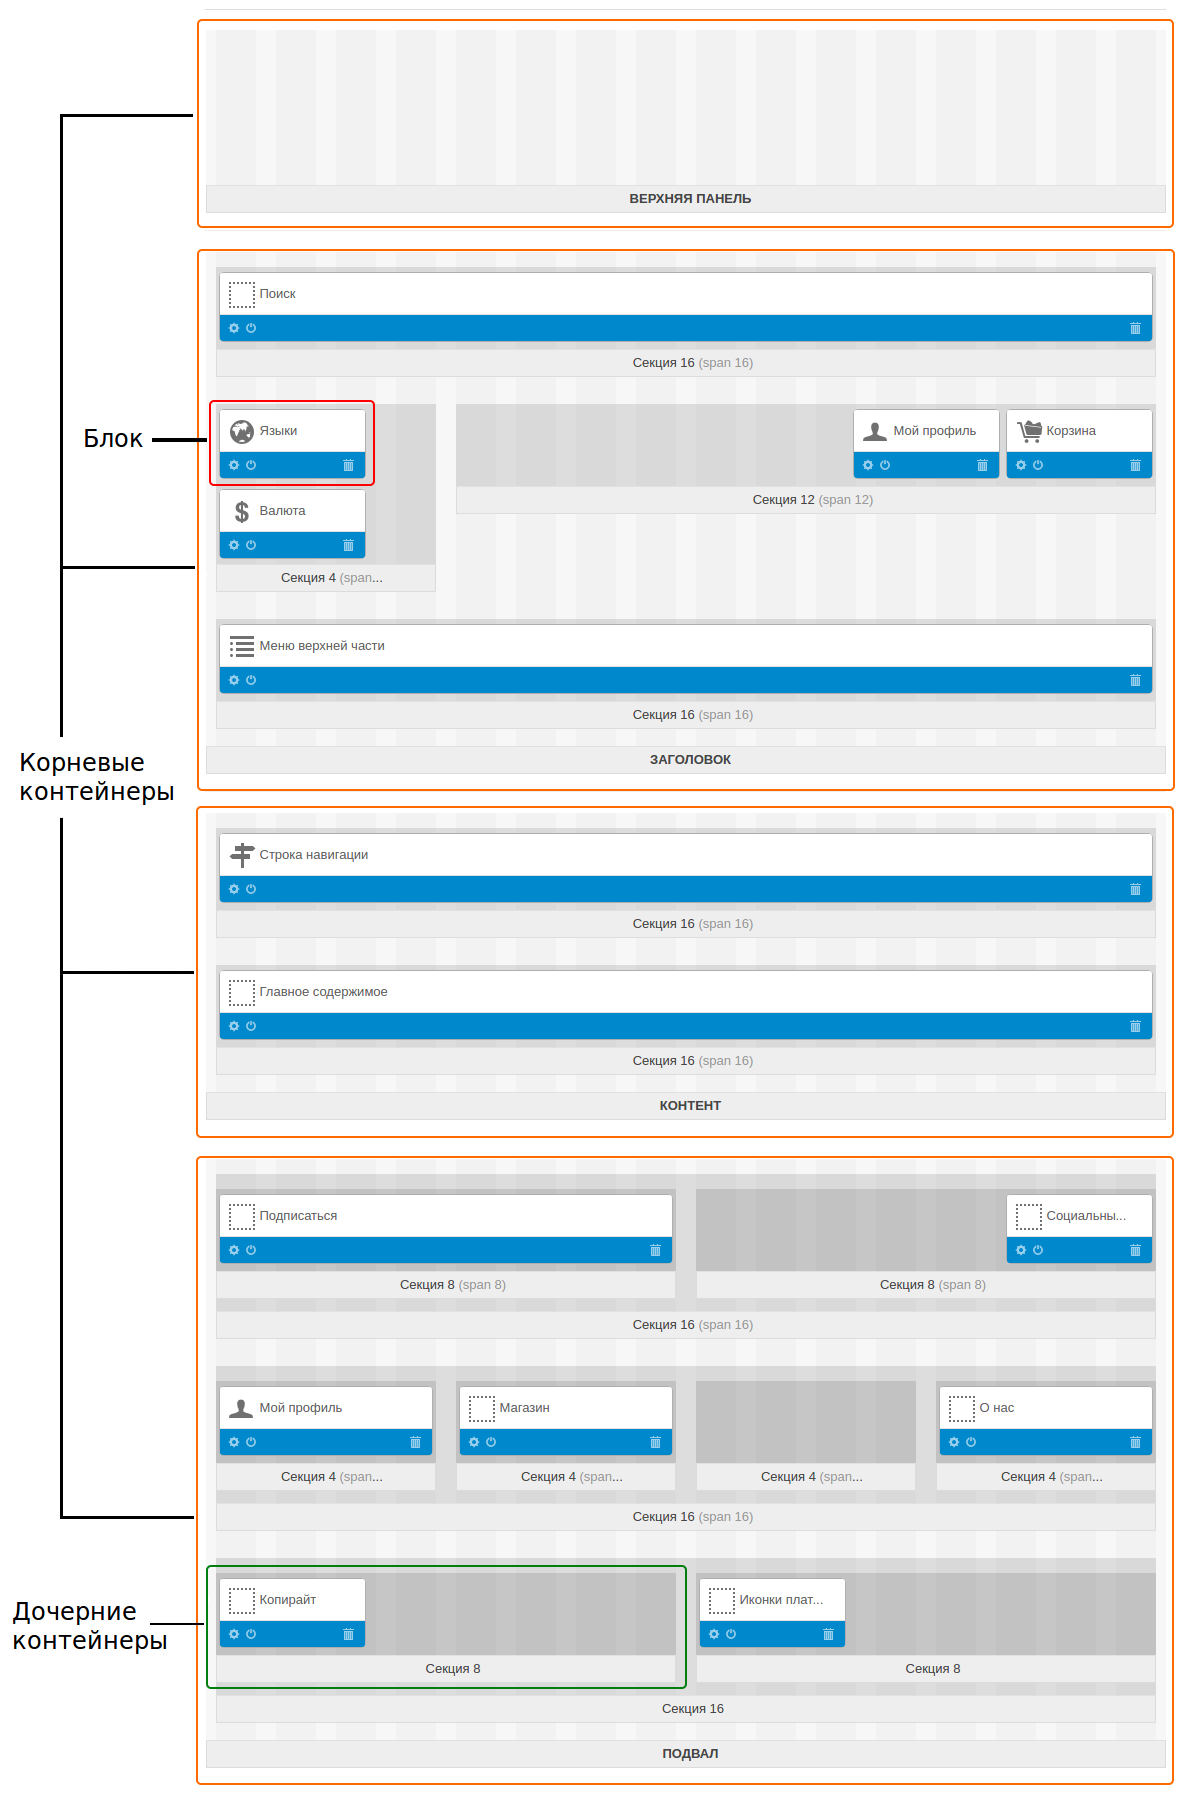 ВЕРХНЯЯ ПАНЕЛЬ
Поиск
Секция 16 (span 16)
Блок
Языки
Мой профиль
Корзина
Секция 12 (span 12)
Валюта
Секция 4 (span...
Меню верхней части
Секция 16 (span 16)
ЗАГОЛОВОК
Корневые
контейнеры
Строка навигации
Секция 16 (span 16)
Главное содержимое
Секция 16 (span 16)
КОНТЕНТ
Подписаться
Социальны...
Секция 8 (span 8)
Секция 8 (span 8)
Секция 16 (span 16)
Мой профиль
Магазин
О нас
Секция 4 (span...
Секция 4 (span...
Секция 4 (span...
Секция 4 (span...
Секция 16 (span 16)
Дочерние
контейнеры
Копирайт
Иконки плат...
Секция 8
Секция 8
Секция 16
ПОДВАЛ